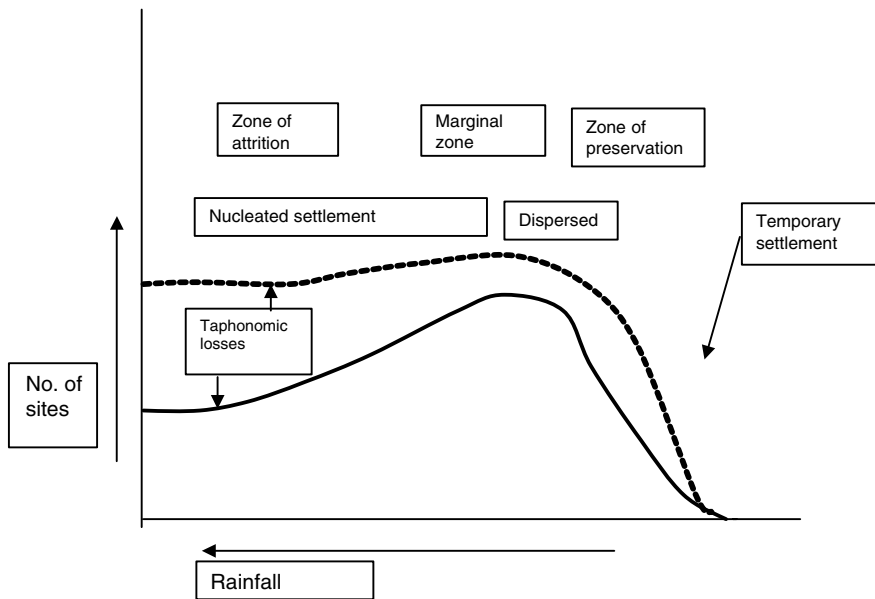 Zone of
attrition
Marginal
zone
Zone of
preservation
Nucleated settlement
Dispersed
Temporary
settlement
Taphonomic
losses
No. of
sites
Rainfall